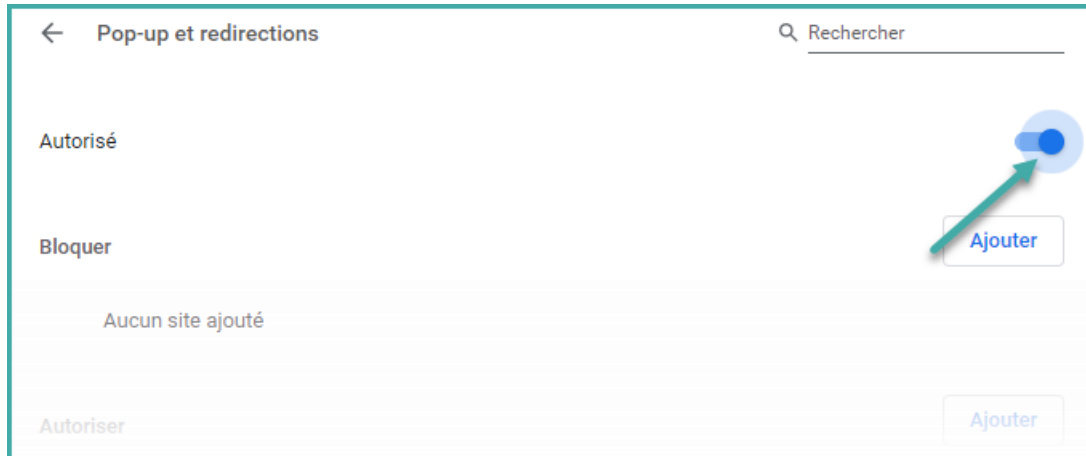 Pop-up et redirections
Rechercher
Autorisé
Bloquer
Ajouter
Aucun site ajouté
Autoriser
Ajouter